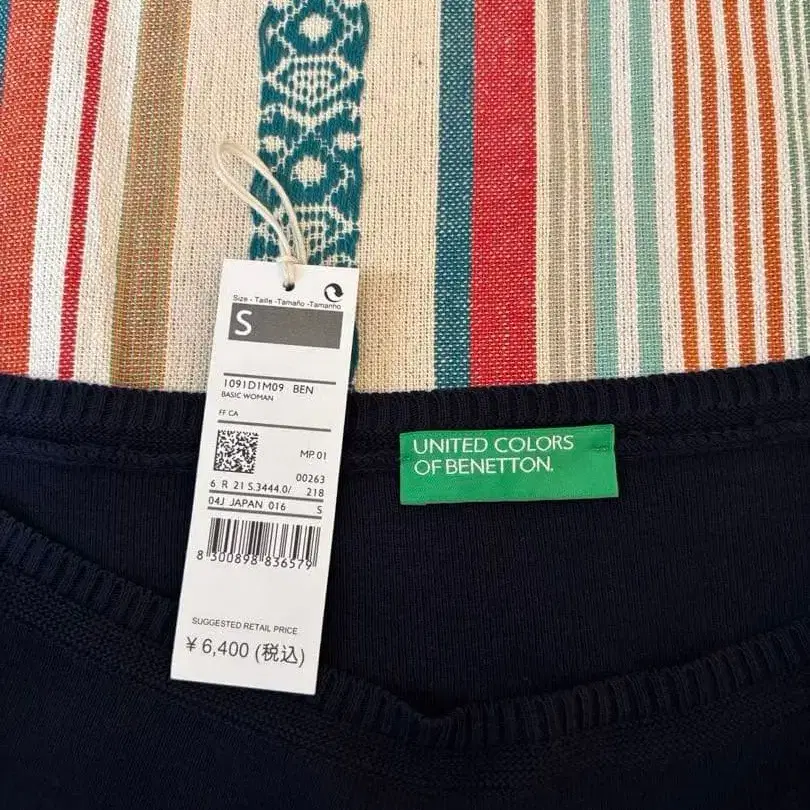 Size - Taille -Tamaño -Tamanho
S
1091D1M09 BEN
BASIC WOMAN
FF CA
MP 01
00263
6 R 21 S.3444.0/ 218
04J JAPAN 016 S
8 300898 836579
SUGGESTED RETAIL PRICE
¥ 6,400 (税込)
UNITED COLORS
OF BENETTON.